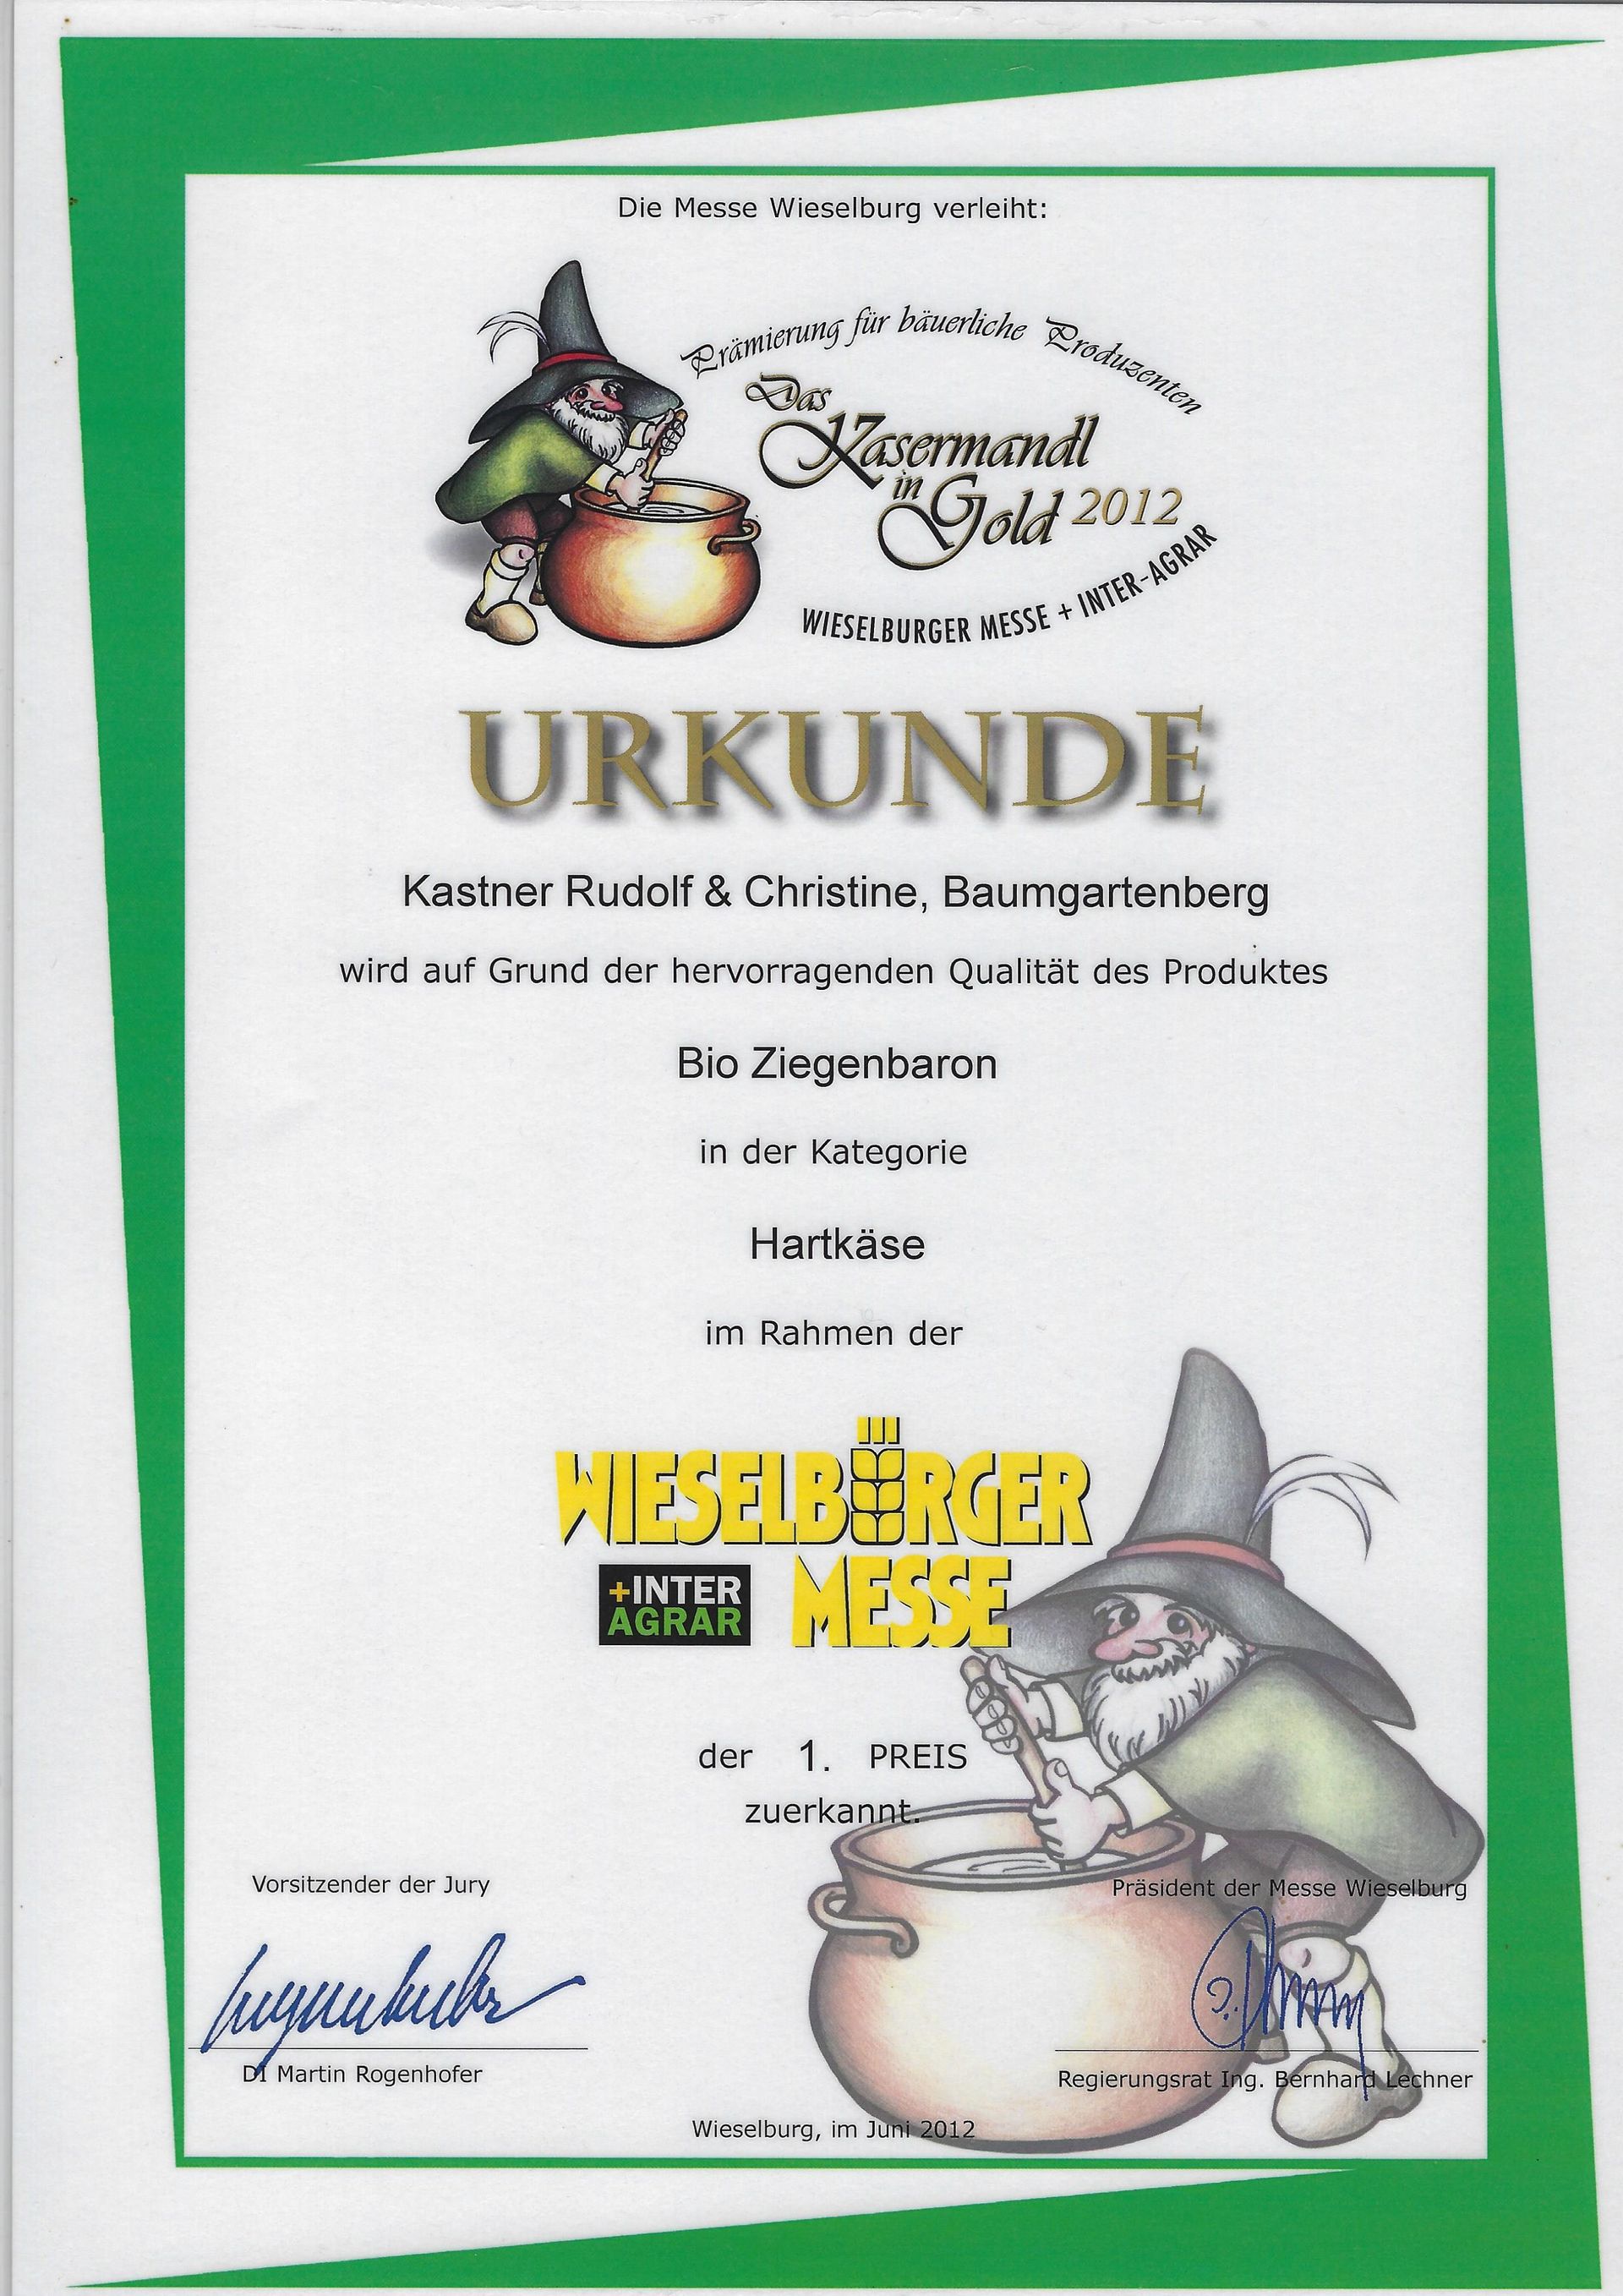 Die Messe Wieselburg verleiht:
Prämierung für bäuerliche Produzenten
Das
Kasermandl
in
Gold 2012
WIESELBURGER MESSE + INTER-AGRAR
URKUNDE
Kastner Rudolf & Christine, Baumgartenberg
wird auf Grund der hervorragenden Qualität des Produktes
Bio Ziegenbaron
in der Kategorie
Hartkäse
im Rahmen der
WIESELBURGER
MESSE
+INTER
AGRAR
der 1. PREIS
zuerkannt.
Vorsitzender der Jury
Präsident der Messe Wieselburg
DI Martin Rogenhofer
Regierungsrat Ing. Bernhard Lechner
Wieselburg, im Juni 2012